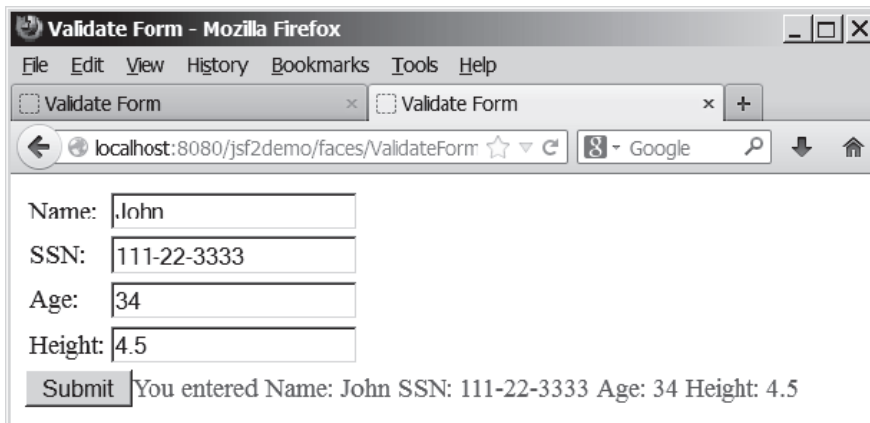 Validate Form - Mozilla Firefox
File Edit View History Bookmarks Tools Help
Validate Form × Validate Form × +
localhost:8080/jsf2demo/faces/ValidateForm 8 Google
Name: John
SSN: 111-22-3333
Age: 34
Height: 4.5
Submit You entered Name: John SSN: 111-22-3333 Age: 34 Height: 4.5